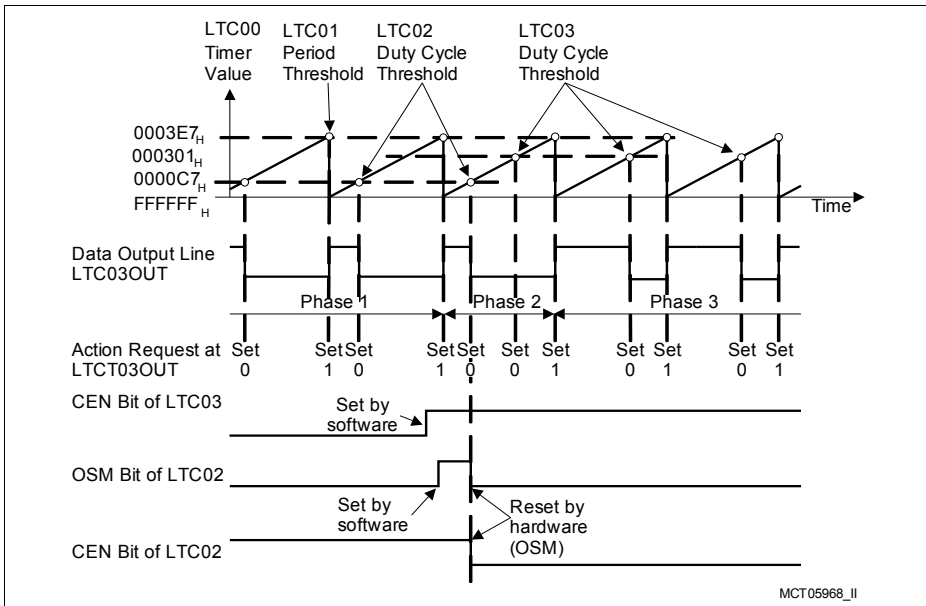 LTC00 Timer Value
LTC01 Period Threshold
LTC02 Duty Cycle Threshold
LTC03 Duty Cycle Threshold
0003E7H
000301H
0000C7H
FFFFFFH
Time
Data Output Line
LTC03OUT
Phase 1 Phase 2 Phase 3
Action Request at LTCT03OUT
Set Set Set Set Set Set Set Set Set Set Set
0 1 0 1 0 0 1 0 1 0 1
CEN Bit of LTC03
Set by
software
OSM Bit of LTC02
Set by
software
Reset by
hardware
(OSM)
CEN Bit of LTC02
MCT05968_II